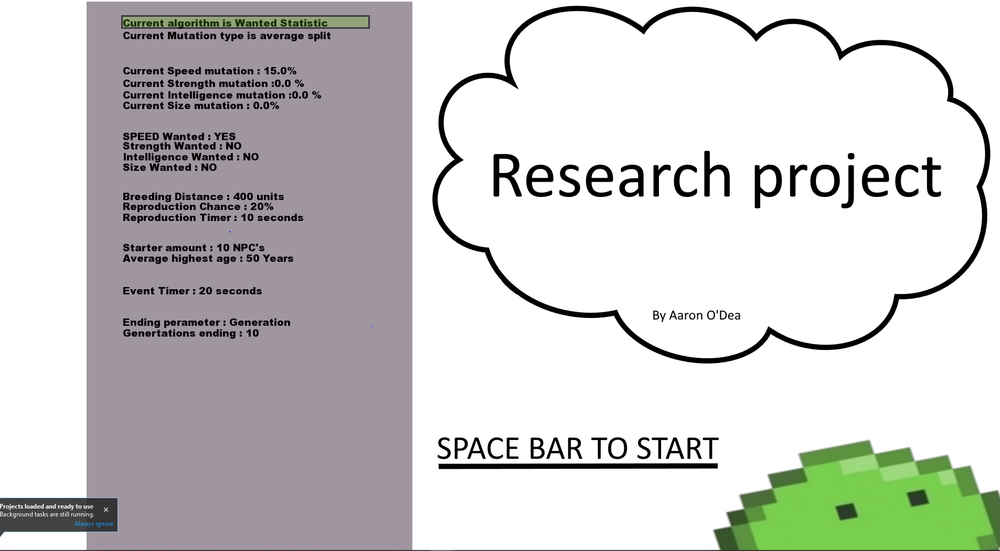 Current algorithm is Wanted Statistic
Current Mutation type is average split
Current Speed mutation : 15.0%
Current Strength mutation :0.0 %
Current Intelligence mutation :0.0 %
Current Size mutation : 0.0%
SPEED Wanted : YES
Strength Wanted : NO
Intelligence Wanted : NO
Size Wanted : NO
Breeding Distance : 400 units
Reproduction Chance : 20%
Reproduction Timer : 10 seconds
Starter amount : 10 NPC's
Average highest age : 50 Years
Event Timer : 20 seconds
Ending perameter : Generation
Genertations ending : 10
Research project
By Aaron O'Dea
SPACE BAR TO START
Projects loaded and ready to use
Background tasks are still running.
Always ignore